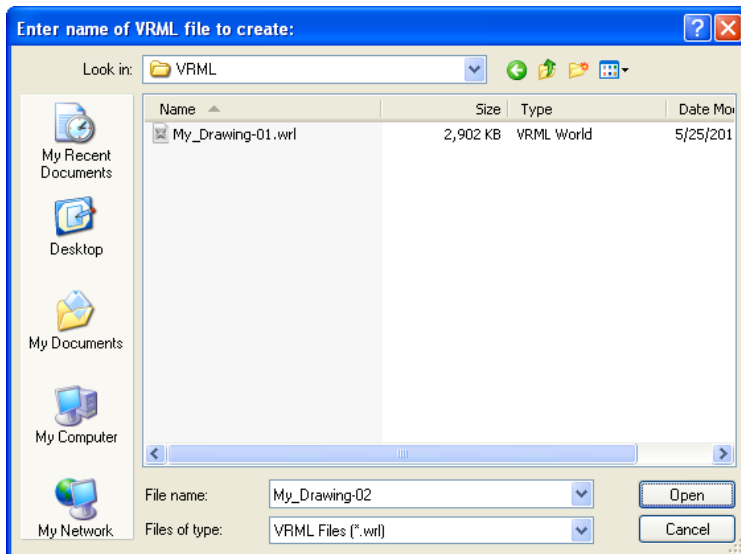 Enter name of VRML file to create:
Look in: VRML
Name Size Type Date Mo
My_Drawing-01.wrl 2,902 KB VRML World 5/25/201
My Recent
Documents
Desktop
My Documents
My Computer
My Network
File name: My_Drawing-02 Open
Files of type: VRML Files (*.wrl) Cancel